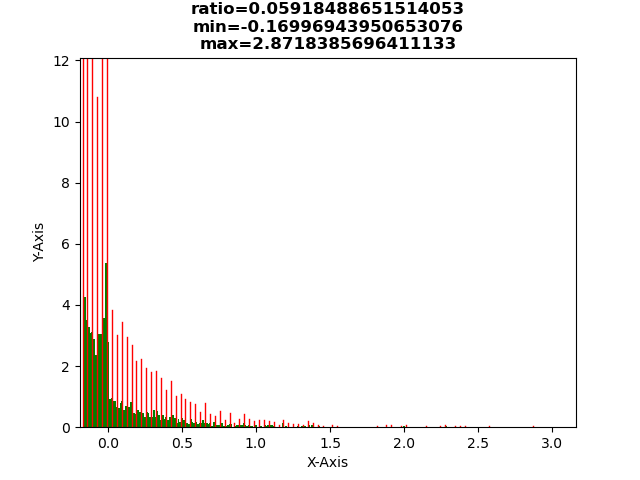 ratio=0.05918488651514053
min=-0.16996943950653076
max=2.8718385696411133
12
10
8
6
4
2
0
Y-Axis
0.0 0.5 1.0 1.5 2.0 2.5 3.0
X-Axis